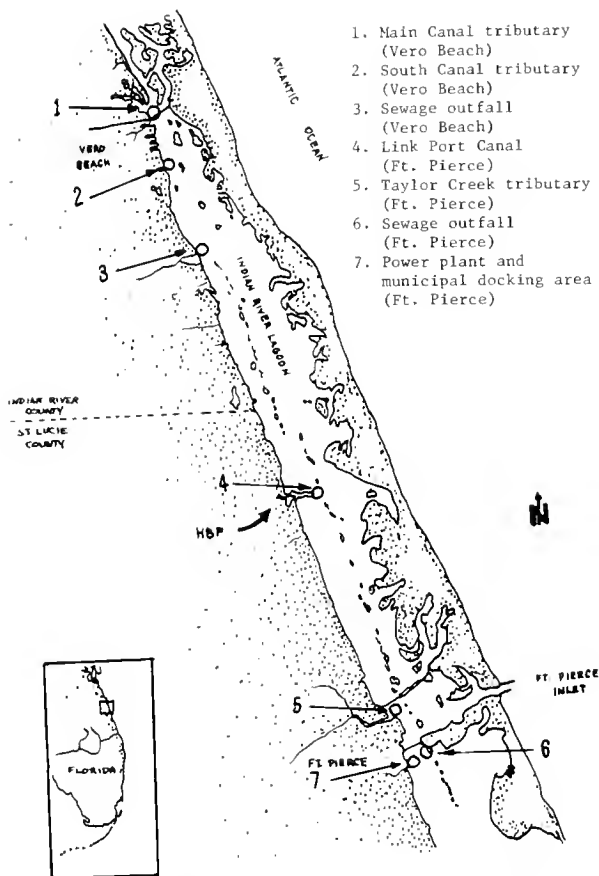 1. Main Canal tributary
(Vero Beach)
2. South Canal tributary
(Vero Beach)
3. Sewage outfall
(Vero Beach)
4. Link Port Canal
(Ft. Pierce)
5. Taylor Creek tributary
(Ft. Pierce)
6. Sewage outfall
(Ft. Pierce)
7. Power plant and
municipal docking area
(Ft. Pierce)
ATLANTIC
OCEAN
1
VERO
BEACH
2
3
INDIAN RIVER LAGOON
INDIAN RIVER
COUNTY
ST. LUCIE
COUNTY
4
HBF
N
FT. PIERCE
INLET
5
6
FT. PIERCE
7
FLORIDA